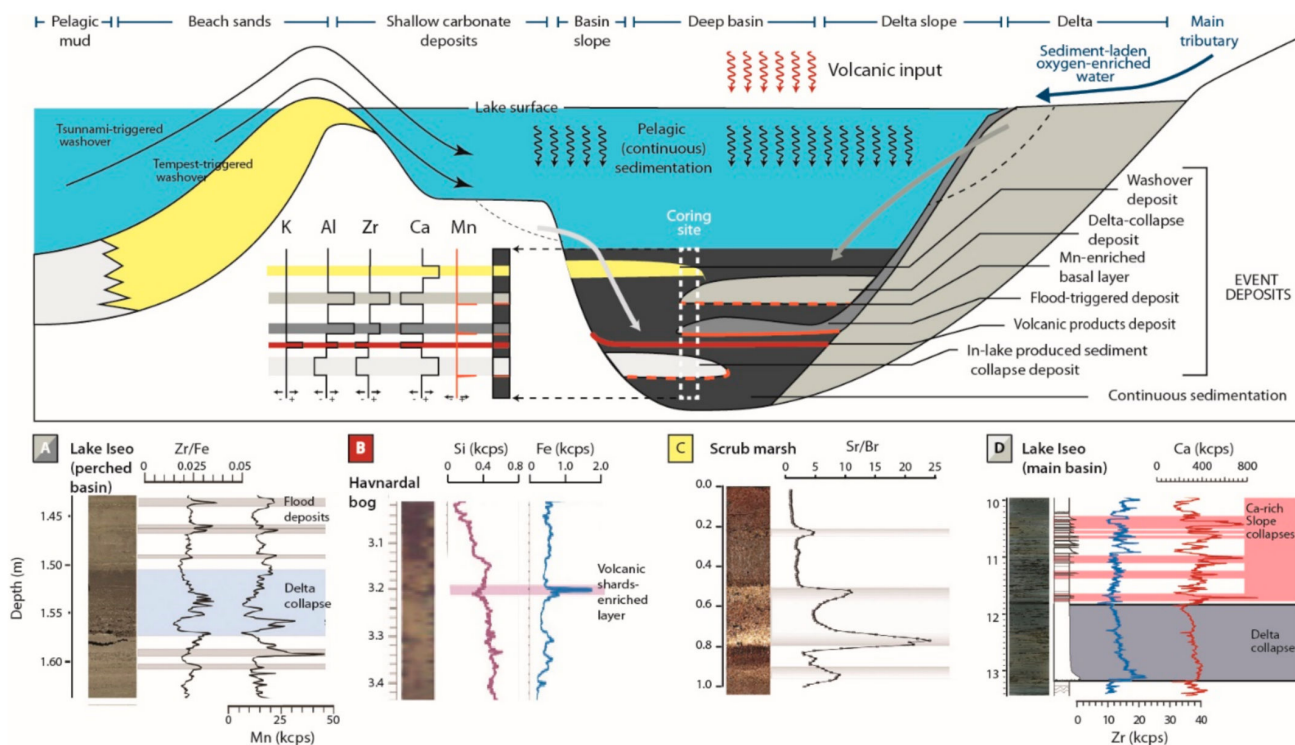 Pelagic
mud
Beach sands
Shallow carbonate
deposits
Basin
slope
Deep basin
Delta slope
Delta
Main
tributary
Sediment-laden
oxygen-enriched
water
Volcanic input
Lake surface
Tsunami-triggered
washover
Tempest-triggered
washover
Pelagic
(continuous)
sedimentation
Coring
site
K Al Zr Ca Mn
- + - + - + - + - +
Washover
deposit
Delta-collapse
deposit
Mn-enriched
basal layer
Flood-triggered deposit
Volcanic products deposit
In-lake produced sediment
collapse deposit
Continuous sedimentation
EVENT
DEPOSITS
A Lake Iseo
(perched
basin)
Zr/Fe
0 0.025 0.05
Depth (m)
1.45
1.50
1.55
1.60
Flood
deposits
Delta
collapse
0 25 50
Mn (kcps)
B
Havnardal
bog
Si (kcps)
0 0.4 0.8
Fe (kcps)
0 1.0 2.0
3.1
3.2
3.3
3.4
Volcanic
shards-
enriched
layer
C Scrub marsh
Sr/Br
0 5 10 15 20 25
0.0
0.2
0.4
0.6
0.8
1.0
D Lake Iseo
(main basin)
Ca (kcps)
0 400 800
10
11
12
13
Ca-rich
Slope
collapses
Delta
collapse
0 20 40
Zr (kcps)